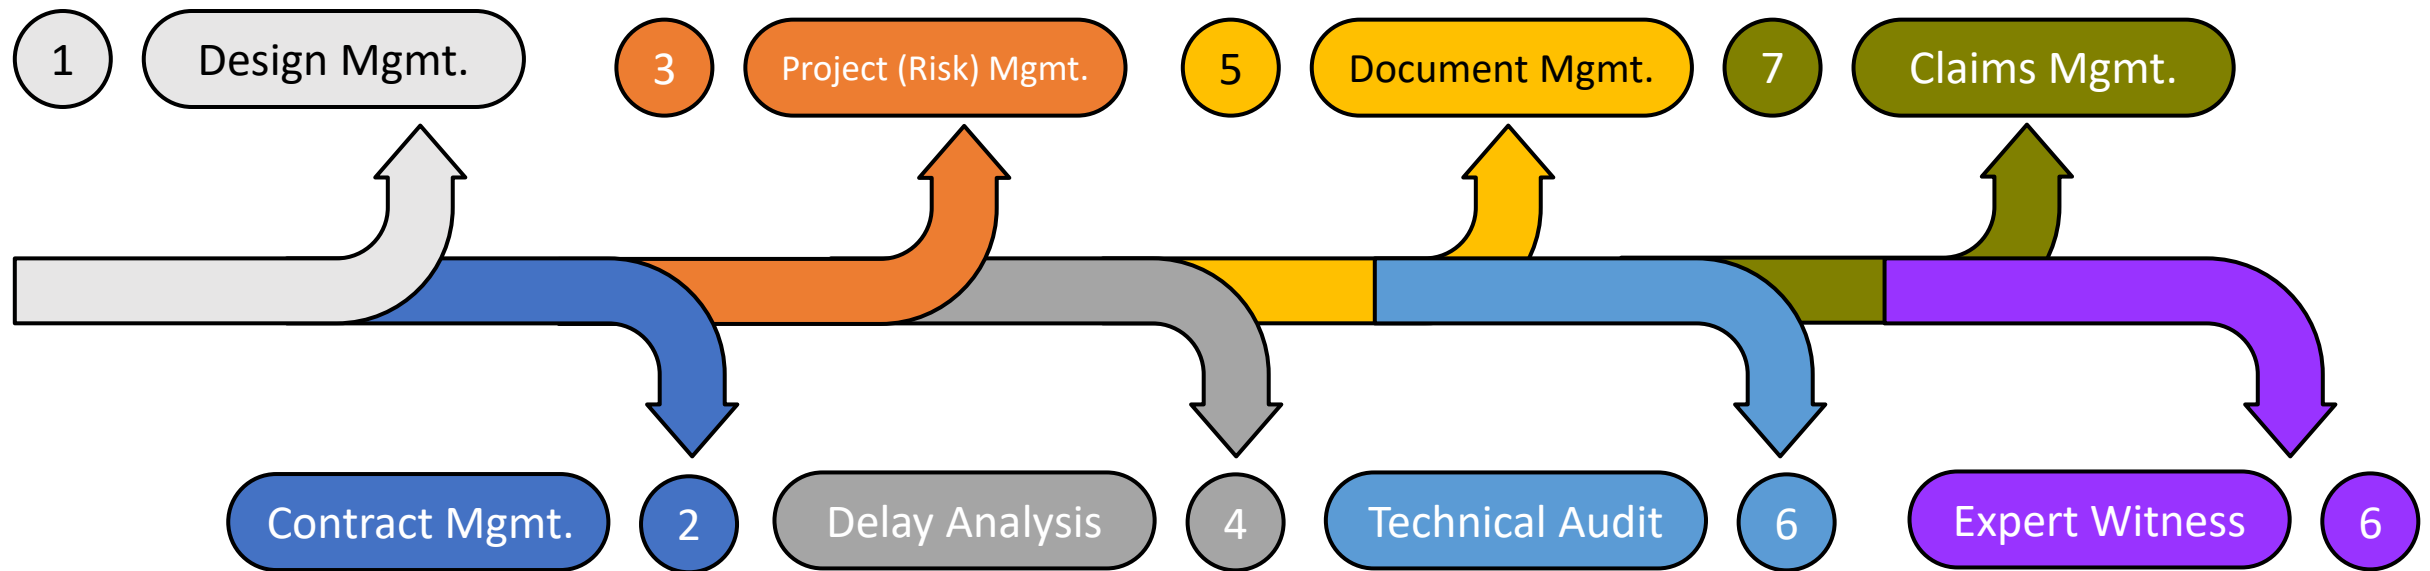 1
Design Mgmt.
3
Project (Risk) Mgmt.
5
Document Mgmt.
7
Claims Mgmt.
Contract Mgmt.
2
Delay Analysis
4
Technical Audit
6
Expert Witness
6